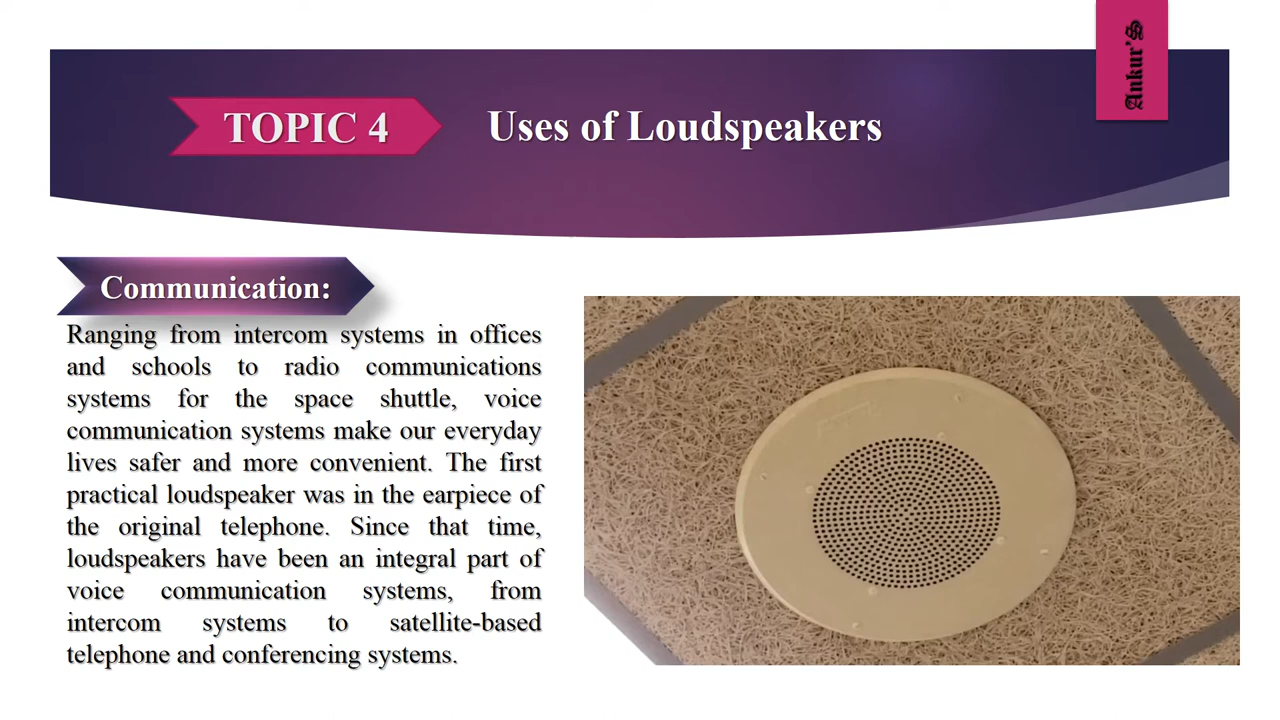 Ankur'S
TOPIC 4
Uses of Loudspeakers
Communication:
Ranging from intercom systems in offices
and schools to radio communications
systems for the space shuttle, voice
communication systems make our everyday
lives safer and more convenient. The first
practical loudspeaker was in the earpiece of
the original telephone. Since that time,
loudspeakers have been an integral part of
voice communication systems, from
intercom systems to satellite-based
telephone and conferencing systems.